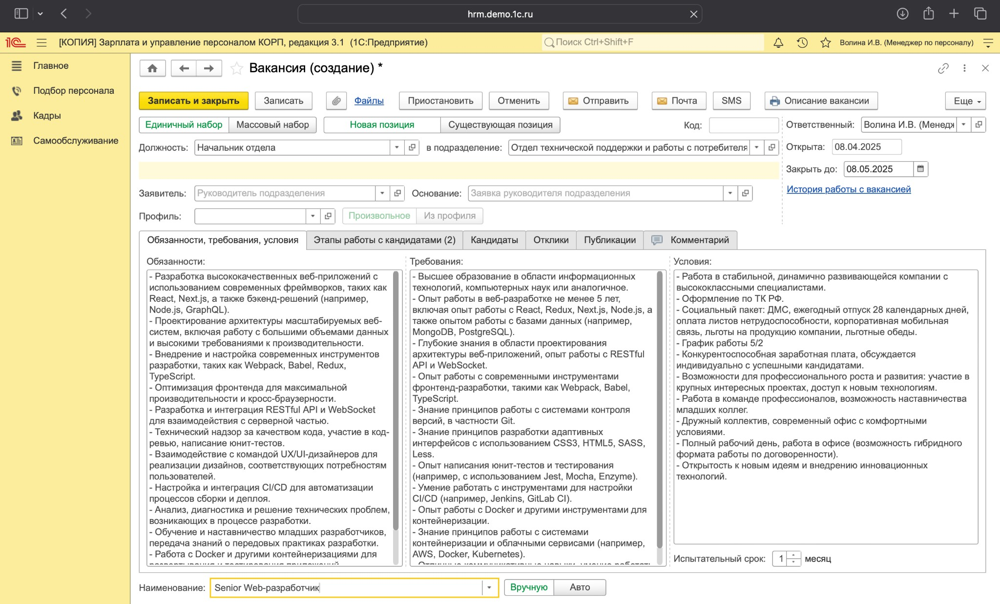 hrm.demo.1c.ru
[КОПИЯ] Зарплата и управление персоналом КОРП, редакция 3.1 (1С:Предприятие)
Поиск Ctrl+Shift+F
Волина И.В. (Менеджер по персоналу)
Главное
Подбор персонала
Кадры
Самообслуживание
Вакансия (создание) *
Записать и закрыть
Записать
Файлы
Приостановить
Отменить
Отправить
Почта
SMS
Описание вакансии
Еще
Единичный набор
Массовый набор
Новая позиция
Существующая позиция
Код:
Ответственный: Волина И.В. (Менедж
Должность: Начальник отдела
в подразделение: Отдел технической поддержки и работы с потребителя
Открыта: 08.04.2025
Закрыть до: 08.05.2025
История работы с вакансией
Заявитель: Руководитель подразделения
Основание: Заявка руководителя подразделения
Профиль:
Произвольное
Из профиля
Обязанности, требования, условия
Этапы работы с кандидатами (2)
Кандидаты
Отклики
Публикации
Комментарий
Обязанности:
- Разработка высококачественных веб-приложений с
использованием современных фреймворков, таких как
React, Next.js, а также бэкенд-решений (например,
Node.js, GraphQL).
- Проектирование архитектуры масштабируемых веб-
систем, включая работу с большими объемами данных
и высокими требованиями к производительности.
- Внедрение и настройка современных инструментов
разработки, таких как Webpack, Babel, Redux,
TypeScript.
- Оптимизация фронтенда для максимальной
производительности и кросс-браузерности.
- Разработка и интеграция RESTful API и WebSocket
для взаимодействия с серверной частью.
- Технический надзор за качеством кода, участие в код-
ревью, написание юнит-тестов.
- Взаимодействие с командой UX/UI-дизайнеров для
реализации дизайнов, соответствующих потребностям
пользователей.
- Настройка и интеграция CI/CD для автоматизации
процессов сборки и деплоя.
- Анализ, диагностика и решение технических проблем,
возникающих в процессе разработки.
- Обучение и наставничество младших разработчиков,
передача знаний о передовых практиках разработки.
- Работа с Docker и другими контейнеризациями для
развертывания и тестирования приложений.
Требования:
- Высшее образование в области информационных
технологий, компьютерных наук или аналогичное.
- Опыт работы в веб-разработке не менее 5 лет,
включая опыт работы с React, Redux, Next.js, Node.js, а
также опытом работы с базами данных (например,
MongoDB, PostgreSQL).
- Глубокие знания в области проектирования
архитектуры веб-приложений, опыт работы с RESTful
API и WebSocket.
- Опыт работы с современными инструментами
фронтенд-разработки, такими как Webpack, Babel,
TypeScript.
- Знание принципов работы с системами контроля
версий, в частности Git.
- Знание принципов разработки адаптивных
интерфейсов с использованием CSS3, HTML5, SASS,
Less.
- Опыт написания юнит-тестов и тестирования
(например, с использованием Jest, Mocha, Enzyme).
- Умение работать с инструментами для настройки
CI/CD (например, Jenkins, GitLab CI).
- Опыт работы с Docker и другими инструментами для
контейнеризации.
- Знание принципов работы с системами
контейнеризации и облачными сервисами (например,
AWS, Docker, Kubernetes).
- Отличные коммуникативные навыки, умение работать
Условия:
- Работа в стабильной, динамично развивающейся компании с
высококлассными специалистами.
- Оформление по ТК РФ.
- Социальный пакет: ДМС, ежегодный отпуск 28 календарных дней,
оплата листов нетрудоспособности, корпоративная мобильная
связь, льготы на продукцию компании, льготные обеды.
- График работы 5/2
- Конкурентоспособная заработная плата, обсуждается
индивидуально с успешными кандидатами.
- Возможности для профессионального роста и развития: участие в
крупных интересных проектах, доступ к новым технологиям.
- Работа в команде профессионалов, возможность наставничества
младших коллег.
- Дружный коллектив, современный офис с комфортными
условиями.
- Полный рабочий день, работа в офисе (возможность гибридного
формата работы по договоренности).
- Открытость к новым идеям и внедрению инновационных
технологий.
Испытательный срок: 1 месяц
Наименование: Senior Web-разработчик
Вручную
Авто